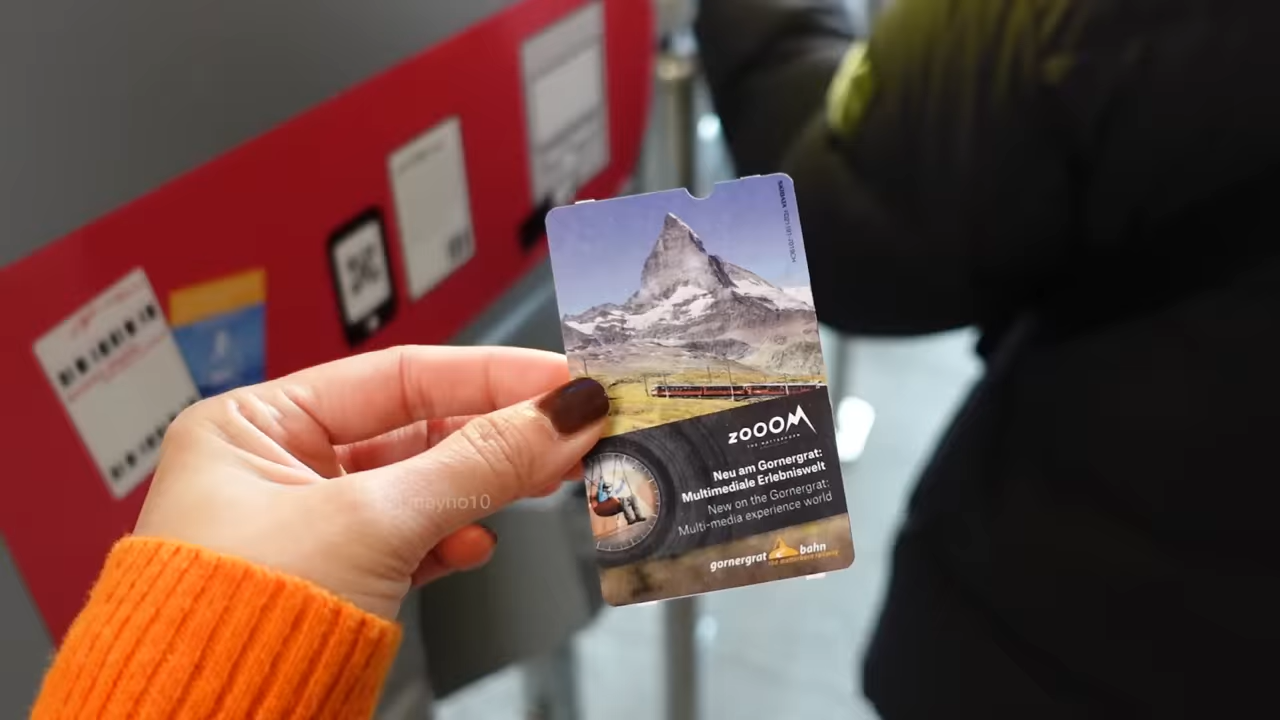 zoooM
THE MATTERHORN
Neu am Gornergrat:
Multimediale Erlebniswelt
New on the Gornergrat:
Multi-media experience world
gornergrat bahn
the matterhorn railway
mayho10